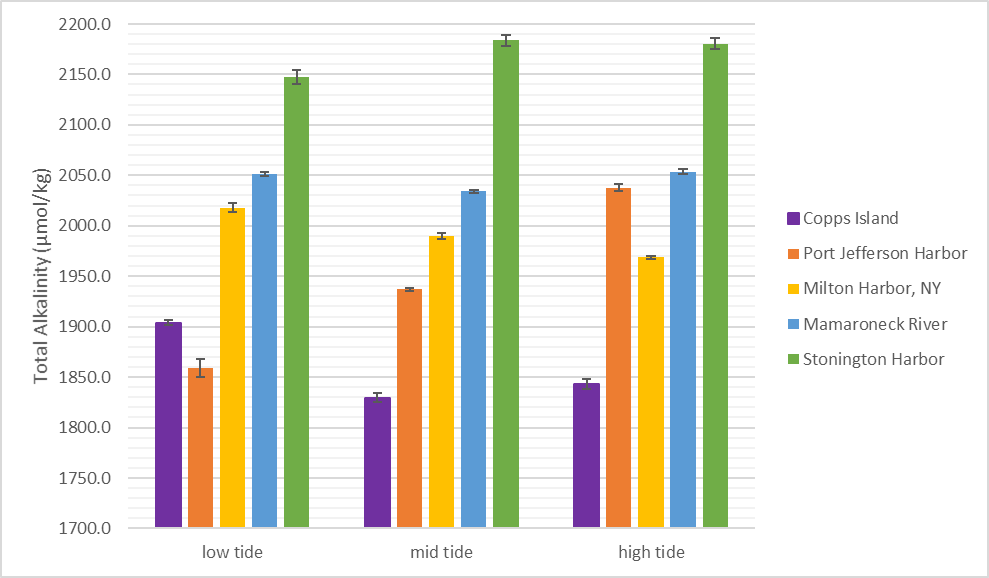 2200.0
2150.0
2100.0
2050.0
2000.0
1950.0
1900.0
1850.0
1800.0
1750.0
1700.0
Total Alkalinity (µmol/kg)
low tide
mid tide
high tide
Copps Island
Port Jefferson Harbor
Milton Harbor, NY
Mamaroneck River
Stonington Harbor